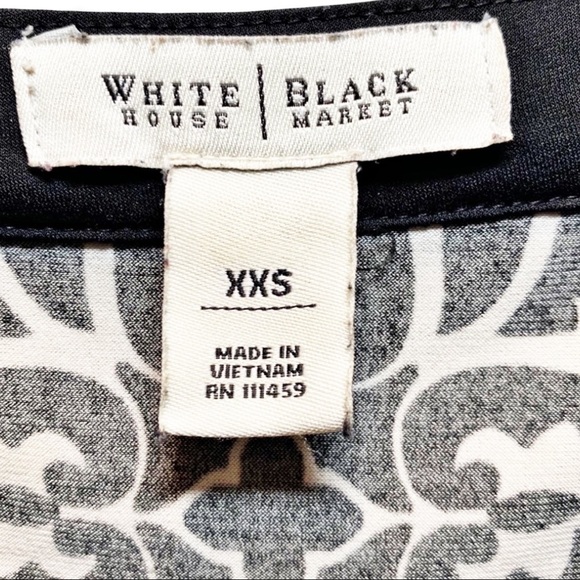 WHITE | BLACK
HOUSE | MARKET
XXS
MADE IN
VIETNAM
RN 111459